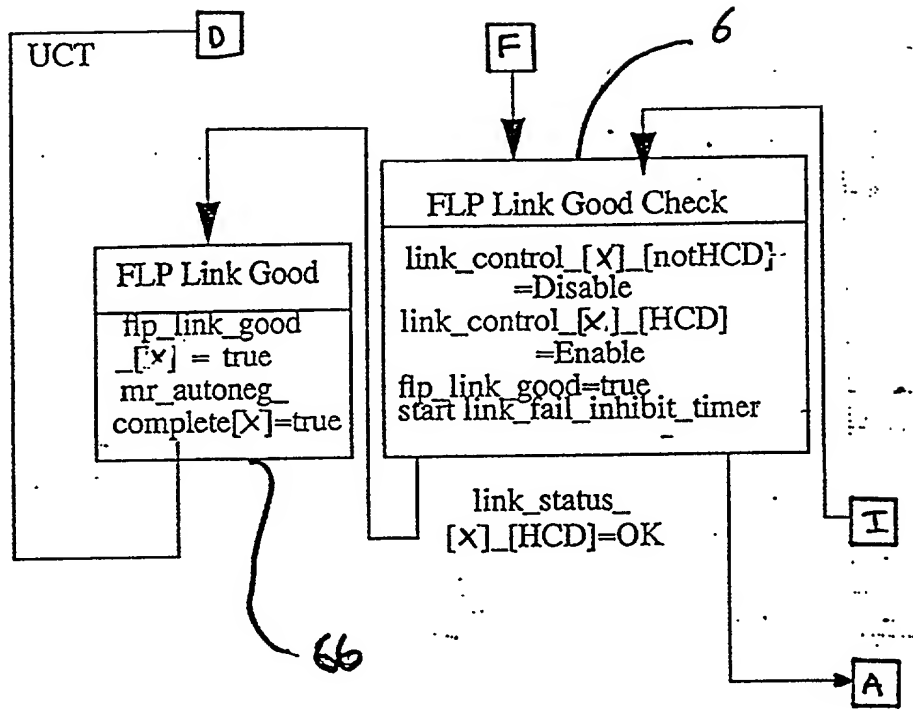 D
UCT
F
6
FLP Link Good Check
link_control_[X]_[notHCD]
=Disable
link_control_[X]_[HCD]
=Enable
flp_link_good=true
start link_fail_inhibit_timer
FLP Link Good
flp_link_good
_[X] = true
mr_autoneg_
complete[X]=true
link_status_
[X]_[HCD]=OK
I
66
A